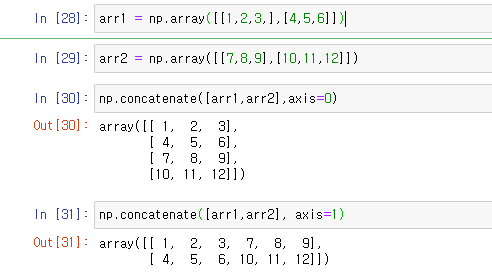 In [28]: arr1 = np.array([[1,2,3,],[4,5,6]])
In [29]: arr2 = np.array([[7,8,9],[10,11,12]])
In [30]: np.concatenate([arr1,arr2],axis=0)
Out[30]: array([[ 1,  2,  3],
       [ 4,  5,  6],
       [ 7,  8,  9],
       [10, 11, 12]])
In [31]: np.concatenate([arr1,arr2], axis=1)
Out[31]: array([[ 1,  2,  3,  7,  8,  9],
       [ 4,  5,  6, 10, 11, 12]])